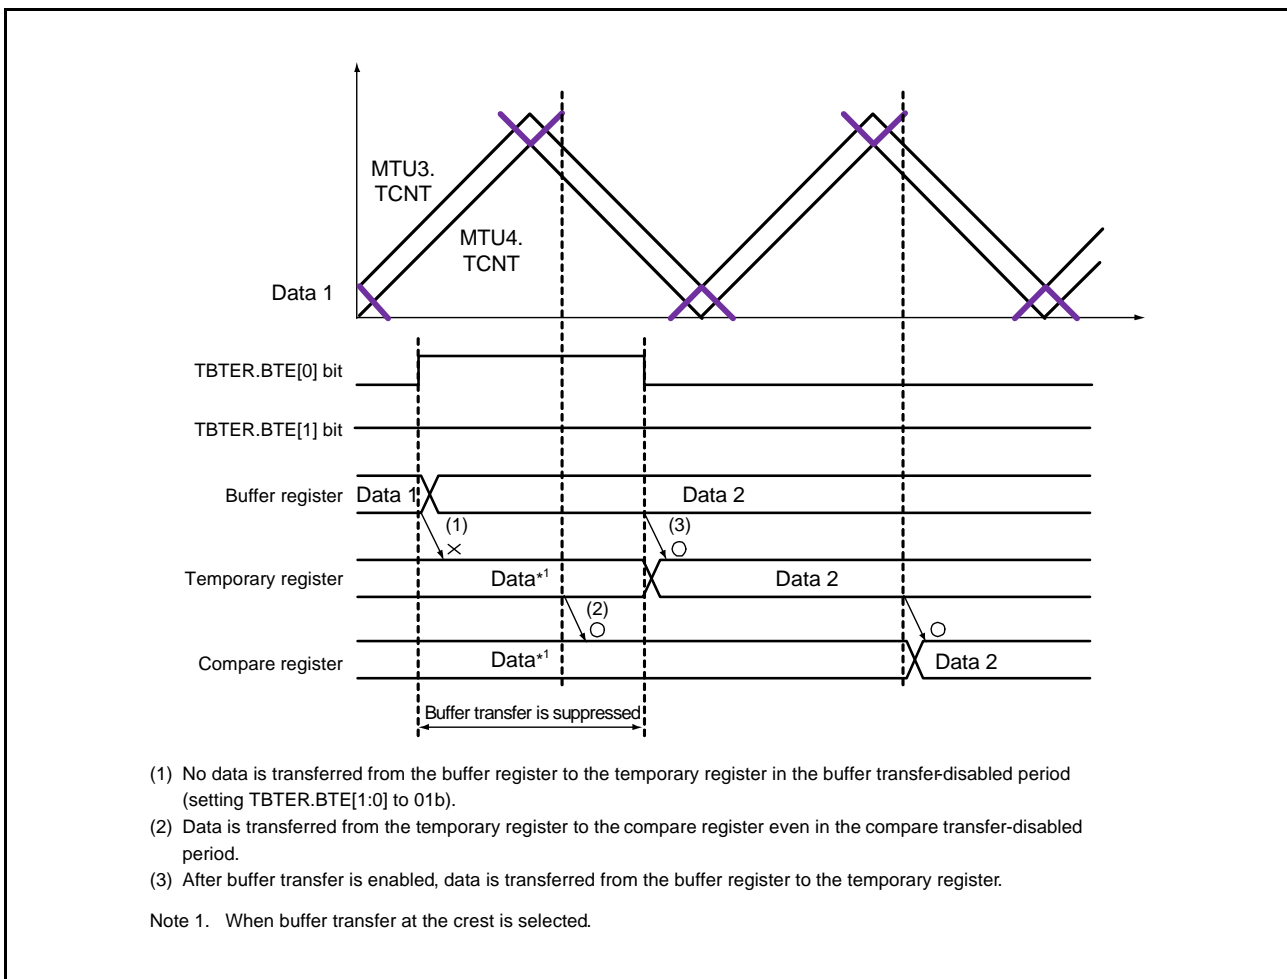 MTU3.
TCNT
MTU4.
TCNT
Data 1
TBTER.BTE[0] bit
TBTER.BTE[1] bit
Buffer register
Data 1
Data 2
(1)
×
(3)
○
Temporary register
Data*1
Data 2
(2)
○
○
Compare register
Data*1
Data 2
Buffer transfer is suppressed
(1) No data is transferred from the buffer register to the temporary register in the buffer transfer-disabled period
(setting TBTER.BTE[1:0] to 01b).
(2) Data is transferred from the temporary register to the compare register even in the compare transfer-disabled
period.
(3) After buffer transfer is enabled, data is transferred from the buffer register to the temporary register.
Note 1. When buffer transfer at the crest is selected.